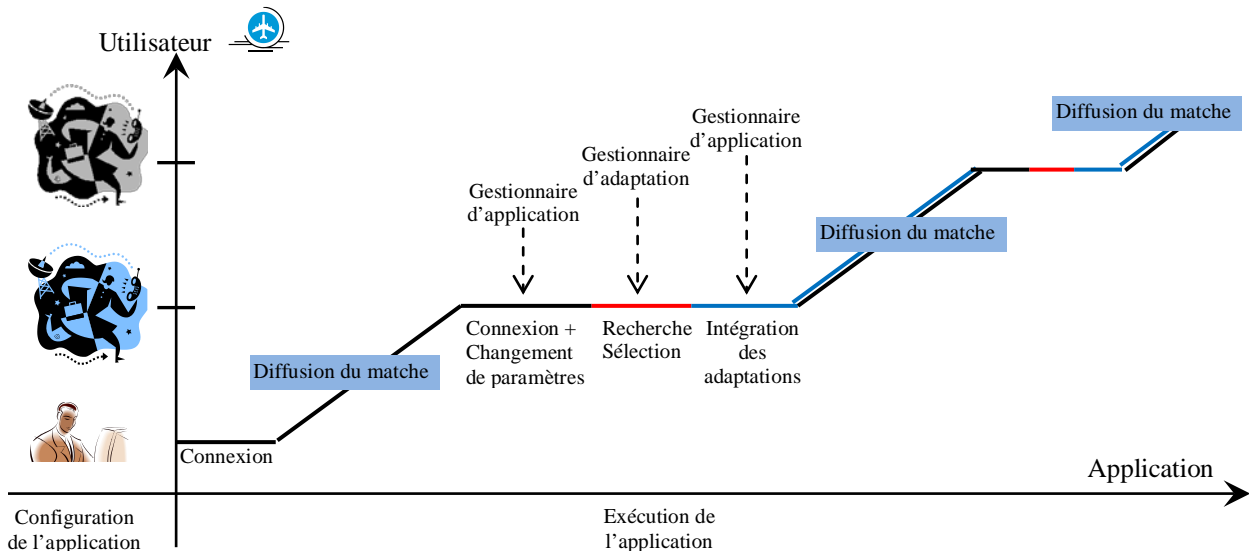 Utilisateur
Diffusion du matche
Gestionnaire
d’application
Gestionnaire
d’adaptation
Gestionnaire
d’application
Diffusion du matche
Connexion +
Changement
de paramètres
Recherche
Sélection
Intégration
des
adaptations
Diffusion du matche
Connexion
Application
Configuration
de l’application
Exécution de
l’application